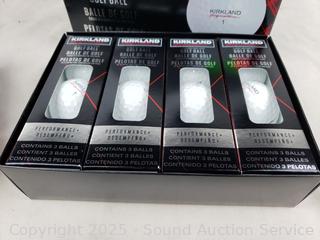 GOLF BALL
BALLE DE GOLF
PELOTAS DE GOLF
KIRKLAND
KIRKLAND
GOLF BALL
BALLE DE GOLF
PELOTAS DE GOLF
PERFORMANCE+
DESEMPEÑO+
CONTAINS 3 BALLS
CONTIENT 3 BALLES
CONTENIDO 3 PELOTAS
KIRKLAND
GOLF BALL
BALLE DE GOLF
PELOTAS DE GOLF
PERFORMANCE+
DESEMPEÑO+
CONTAINS 3 BALLS
CONTIENT 3 BALLES
CONTENIDO 3 PELOTAS
KIRKLAND
GOLF BALL
BALLE DE GOLF
PELOTAS DE GOLF
PERFORMANCE+
DESEMPEÑO+
CONTAINS 3 BALLS
CONTIENT 3 BALLES
CONTENIDO 3 PELOTAS
KIRKLAND
GOLF BALL
BALLE DE GOLF
PELOTAS DE GOLF
PERFORMANCE+
DESEMPEÑO+
CONTAINS 3 BALLS
CONTIENT 3 BALLES
CONTENIDO 3 PELOTAS
Copyright 2025 - Sound Auction Service